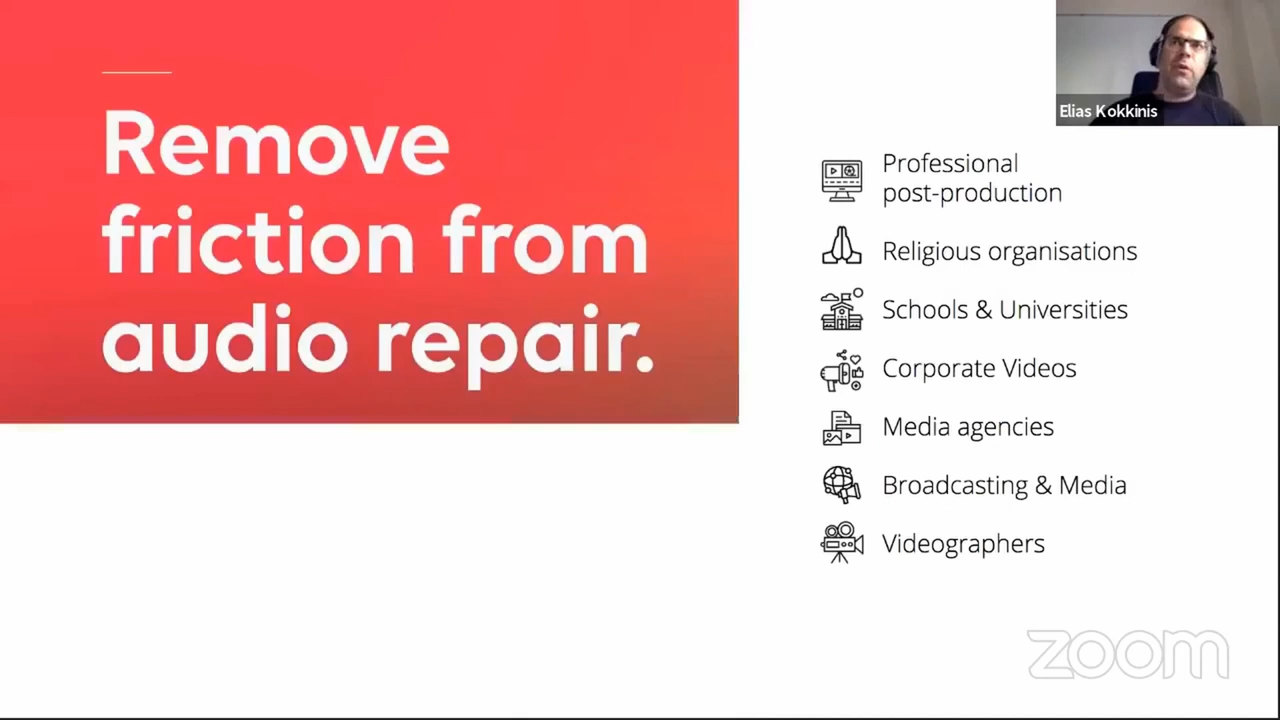 Remove
friction from
audio repair.
Elias Kokkinis
Professional
post-production
Religious organisations
Schools & Universities
Corporate Videos
Media agencies
Broadcasting & Media
Videographers
zoom